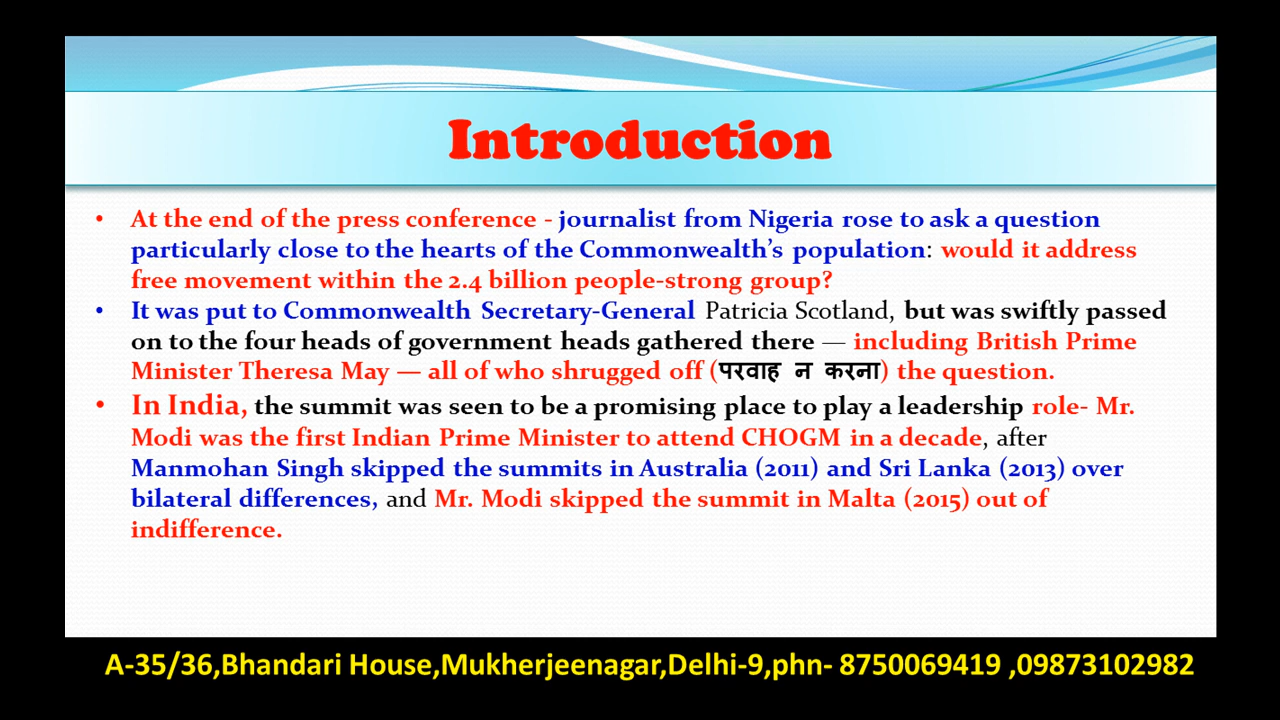 Introduction
• At the end of the press conference - journalist from Nigeria rose to ask a question
particularly close to the hearts of the Commonwealth’s population: would it address
free movement within the 2.4 billion people-strong group?
• It was put to Commonwealth Secretary-General Patricia Scotland, but was swiftly passed
on to the four heads of government heads gathered there — including British Prime
Minister Theresa May — all of who shrugged off (परवाह न करना) the question.
• In India, the summit was seen to be a promising place to play a leadership role- Mr.
Modi was the first Indian Prime Minister to attend CHOGM in a decade, after
Manmohan Singh skipped the summits in Australia (2011) and Sri Lanka (2013) over
bilateral differences, and Mr. Modi skipped the summit in Malta (2015) out of
indifference.
A-35/36,Bhandari House,Mukherjeenagar,Delhi-9,phn- 8750069419 ,09873102982